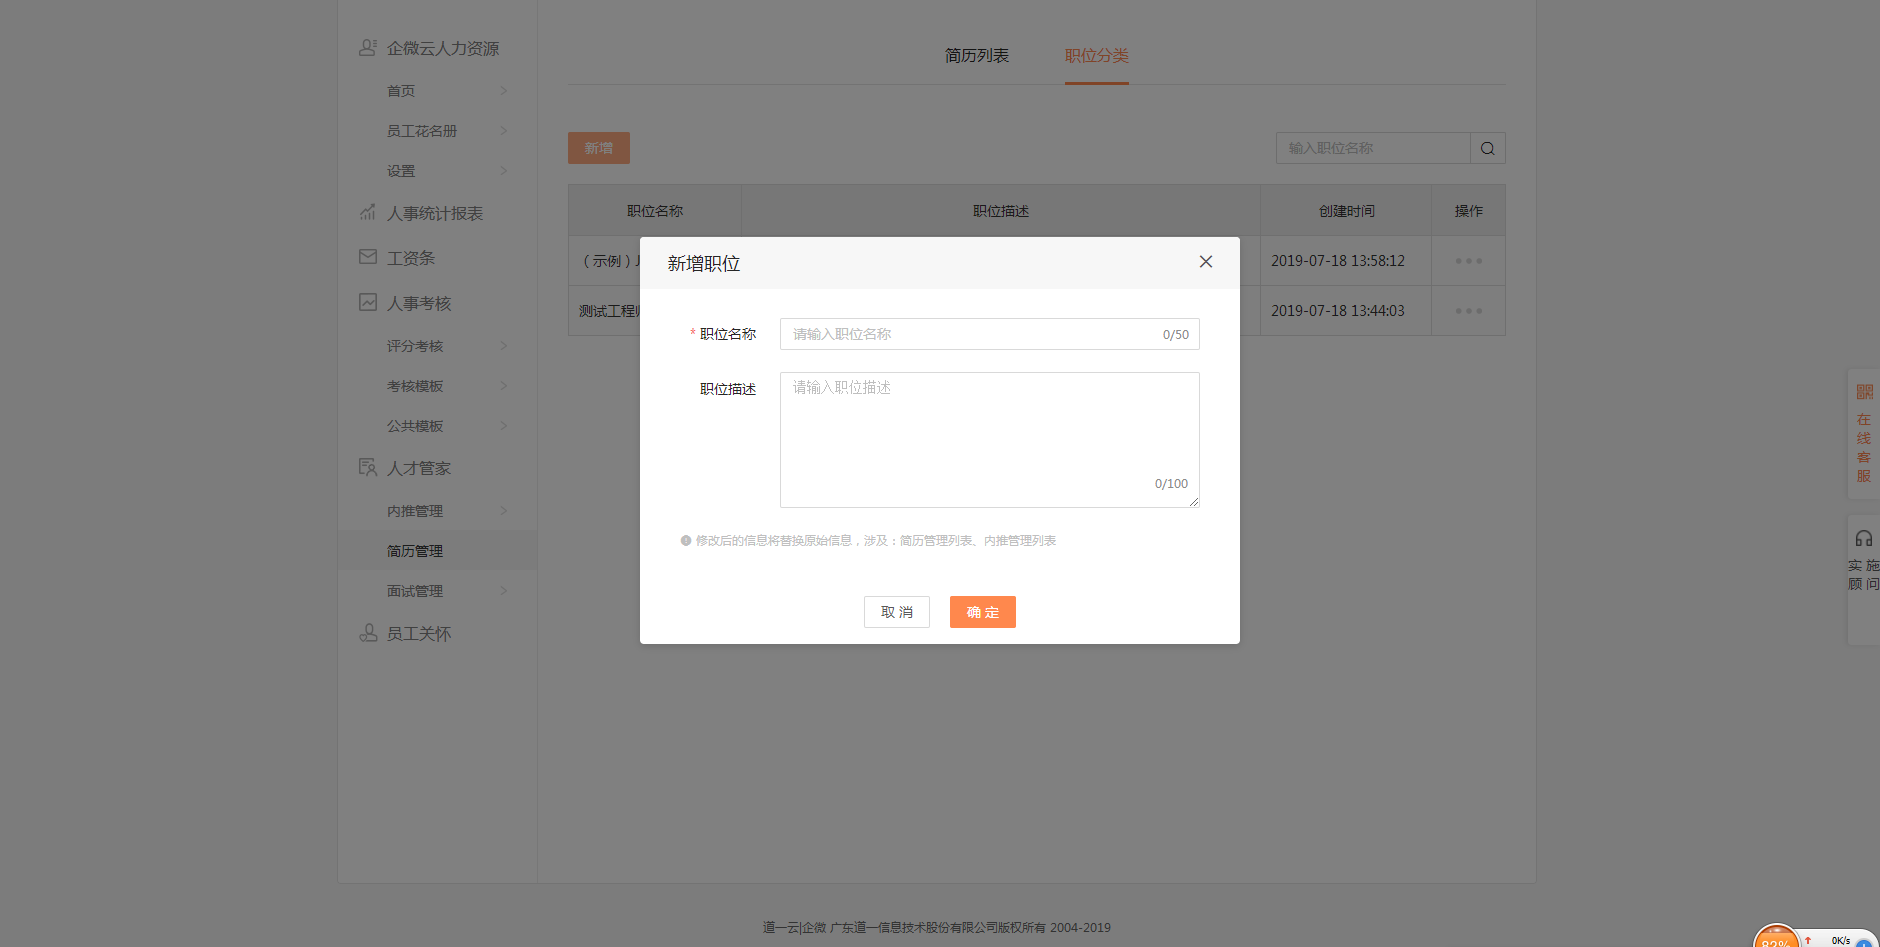 企微云人力资源
首页
员工花名册
设置
人事统计报表
工资条
人事考核
评分考核
考核模板
公共模板
人才管家
内推管理
简历管理
面试管理
员工关怀
简历列表 职位分类
新增 输入职位名称
职位名称 职位描述 创建时间 操作
（示例） 2019-07-18 13:58:12
测试工程 2019-07-18 13:44:03
新增职位
* 职位名称 请输入职位名称 0/50
职位描述 请输入职位描述
0/100
修改后的信息将替换原始信息，涉及：简历管理列表、内推管理列表
取 消 确 定
在
线
客
服
实 施
顾 问
道一云|企微 广东道一信息技术股份有限公司版权所有 2004-2019
82% 0K/s